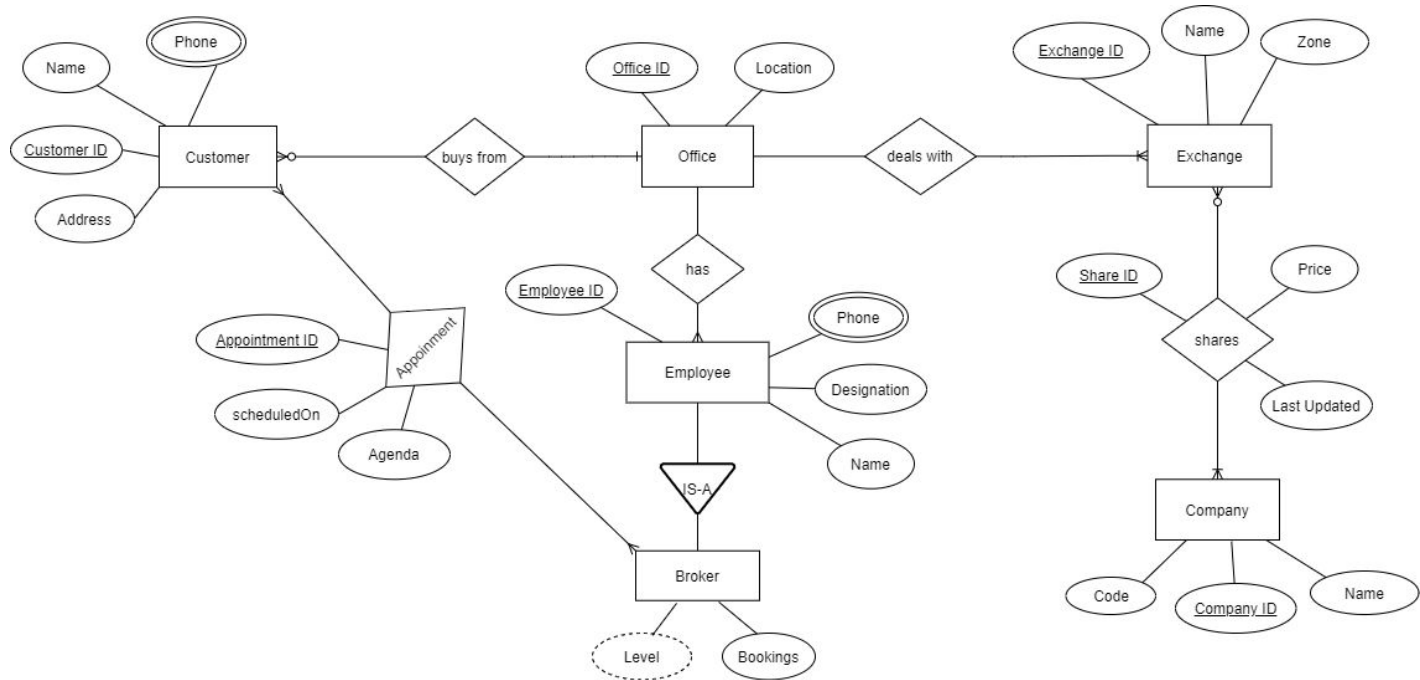 Phone
Name
Customer ID
Address
Customer
buys from
Office ID
Location
Office
deals with
Exchange ID
Name
Zone
Exchange
has
Share ID
Price
shares
Last Updated
Employee ID
Phone
Employee
Designation
Name
Appointment ID
Appoinment
scheduledOn
Agenda
IS-A
Company
Code
Company ID
Name
Broker
Level
Bookings